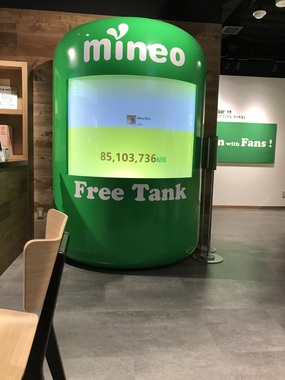 mineo
85,103,736MB
Free Tank
n with Fans!